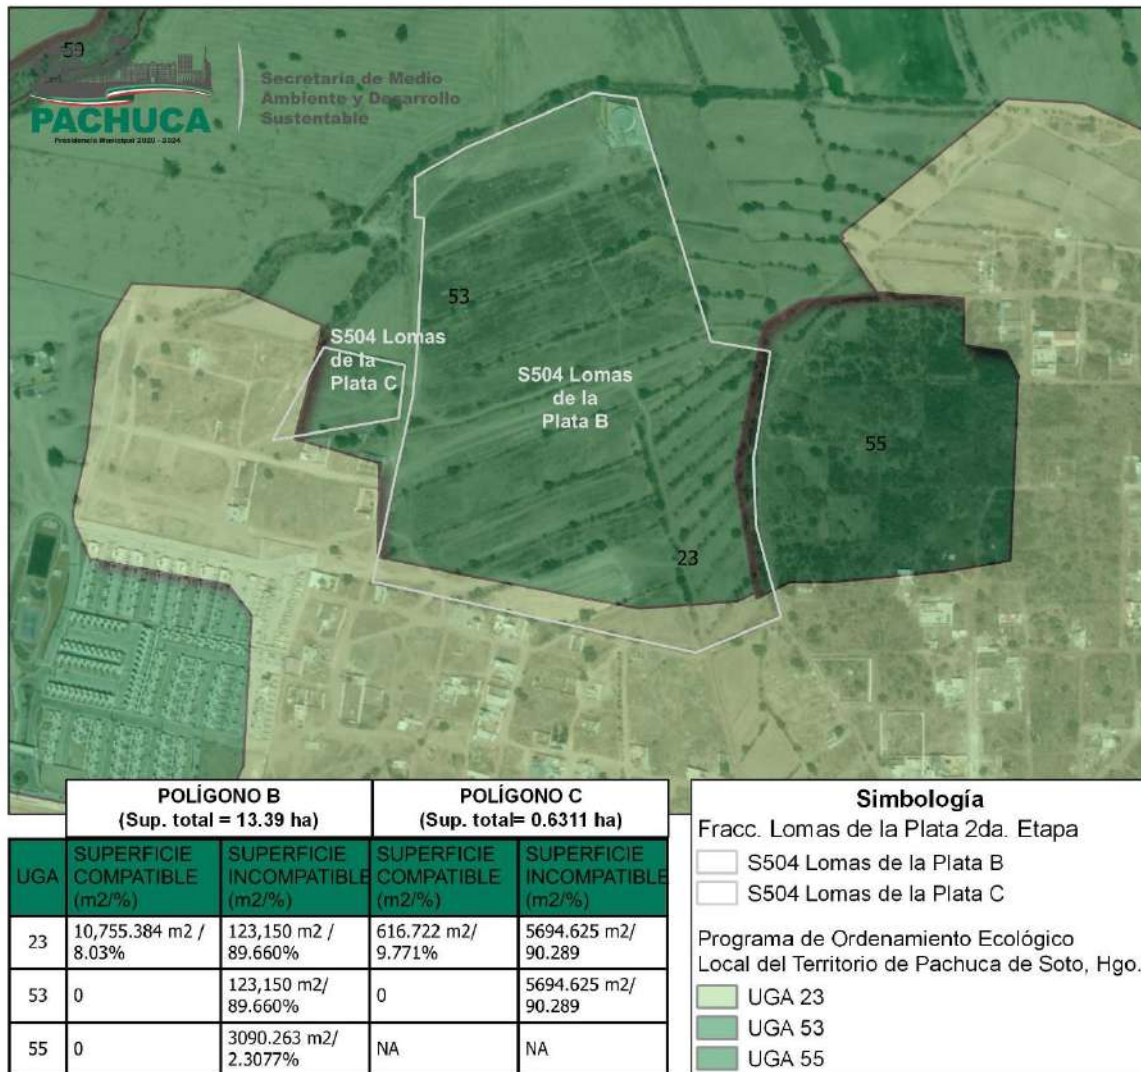 59
PACHUCA
Presidencia Municipal 2020 - 2024
Secretaría de Medio
Ambiente y Desarrollo
Sustentable
53
S504 Lomas
de la
Plata C
S504 Lomas
de la
Plata B
55
23
POLÍGONO B
(Sup. total = 13.39 ha)
POLÍGONO C
(Sup. total= 0.6311 ha)
UGA
SUPERFICIE
COMPATIBLE
(m2/%)
SUPERFICIE
INCOMPATIBLE
(m2/%)
SUPERFICIE
COMPATIBLE
(m2/%)
SUPERFICIE
INCOMPATIBLE
(m2/%)
23
10,755.384 m2 /
8.03%
123,150 m2 /
89.660%
616.722 m2/
9.771%
5694.625 m2/
90.289
53
0
123,150 m2/
89.660%
0
5694.625 m2/
90.289
55
0
3090.263 m2/
2.3077%
NA
NA
Simbología
Fracc. Lomas de la Plata 2da. Etapa
S504 Lomas de la Plata B
S504 Lomas de la Plata C
Programa de Ordenamiento Ecológico
Local del Territorio de Pachuca de Soto, Hgo.
UGA 23
UGA 53
UGA 55